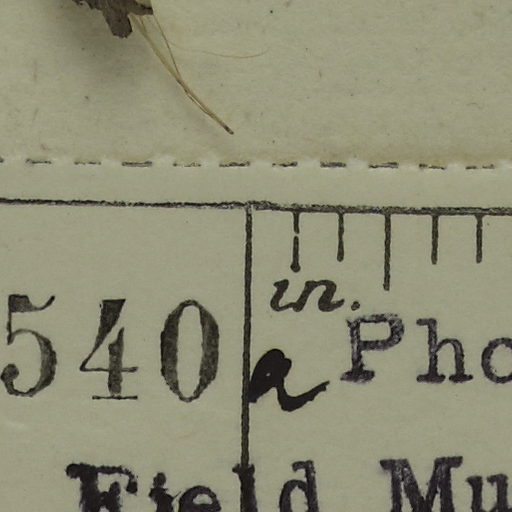 in.
540 a Pho
Field Mu